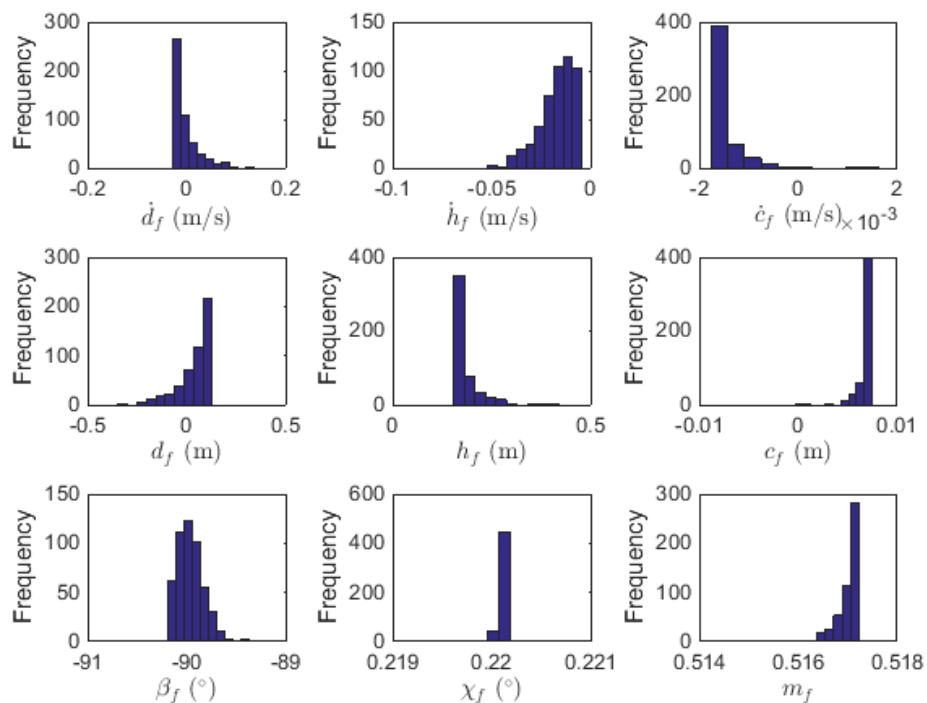 300
200
100
0
Frequency
-0.2 0 0.2
ḋ_f (m/s)
150
100
50
0
Frequency
-0.1 -0.05 0
ḣ_f (m/s)
400
200
0
Frequency
-2 0 2
ċ_f (m/s) ×10^-3
300
200
100
0
Frequency
-0.5 0 0.5
d_f (m)
400
200
0
Frequency
0 0.5
h_f (m)
400
200
0
Frequency
-0.01 0.01
c_f (m)
150
100
50
0
Frequency
-91 -90 -89
β_f (°)
600
400
200
0
Frequency
0.219 0.22 0.221
χ_f (°)
300
200
100
0
Frequency
0.514 0.516 0.518
m_f